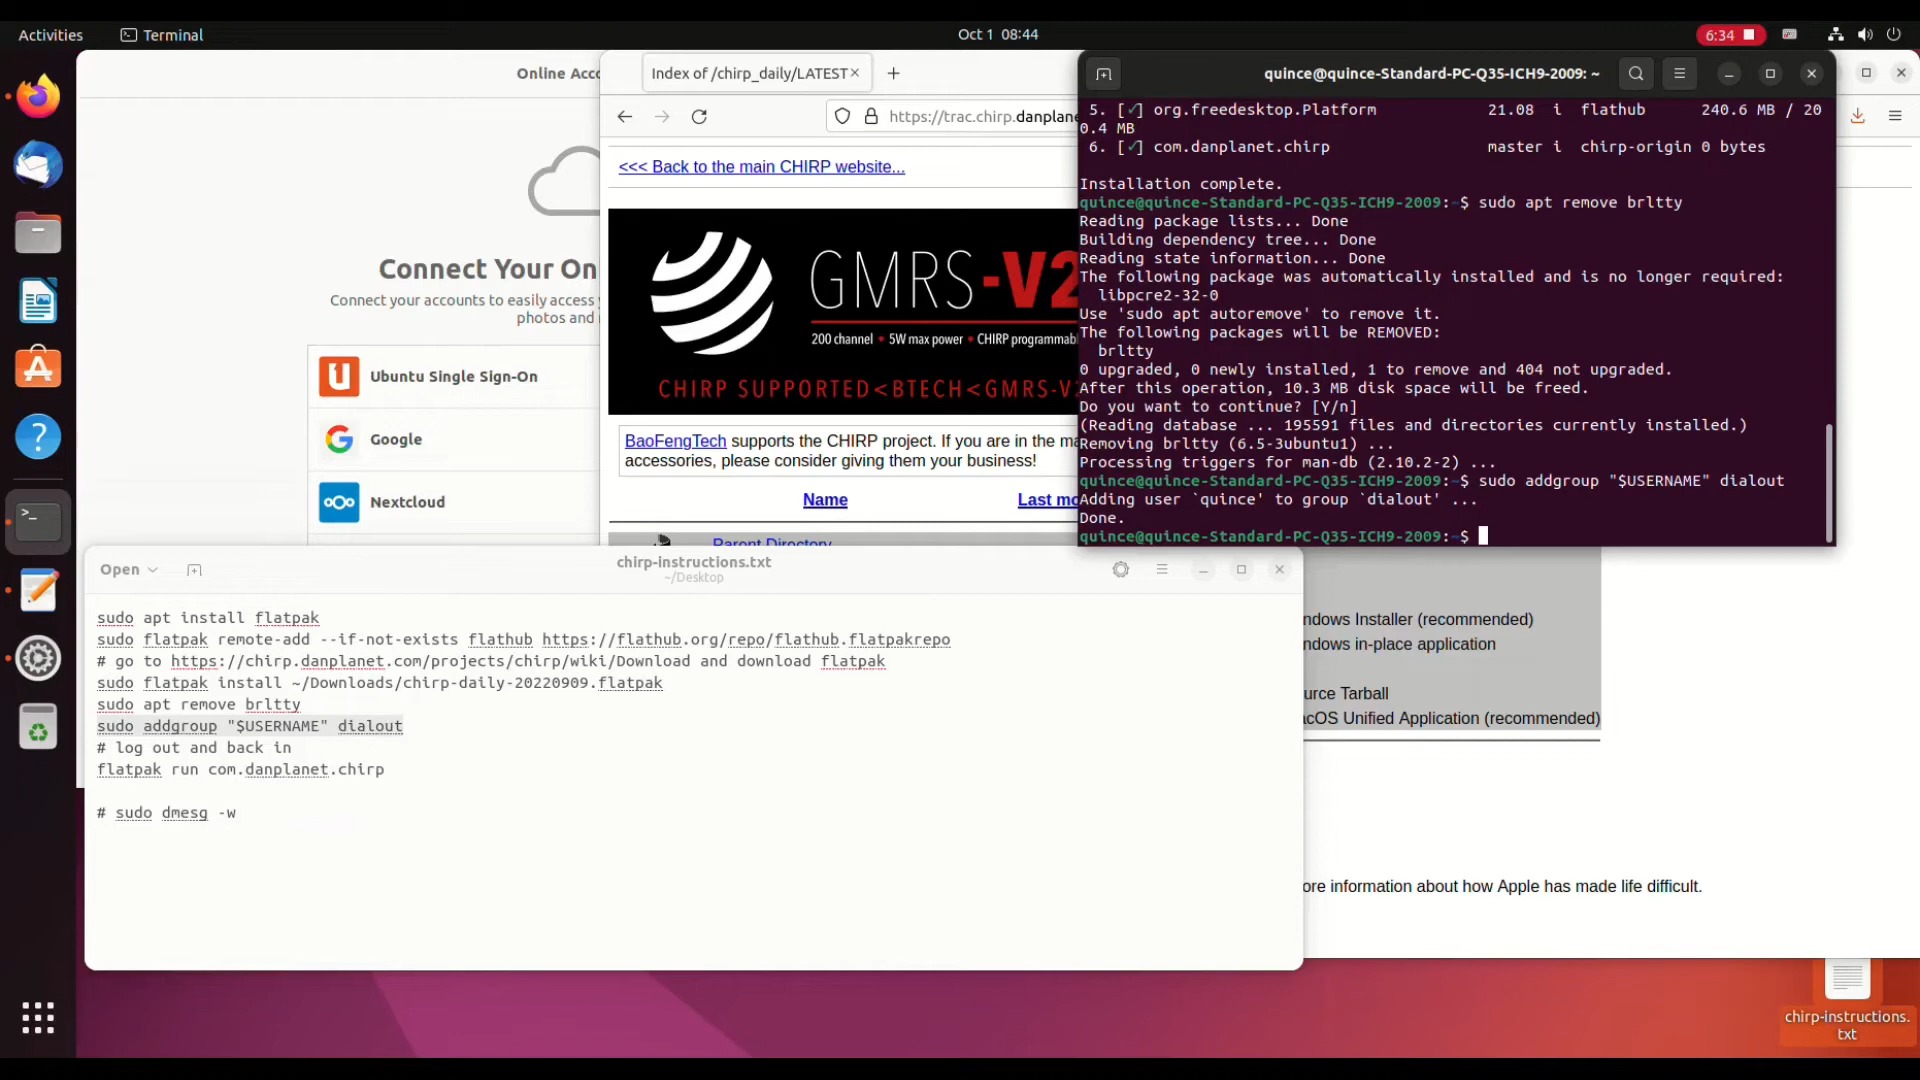 Activities
Terminal
Oct 1 08:44
6:34
Online Acco
Connect Your On
Connect your accounts to easily access y
photos and
Ubuntu Single Sign-On
Google
Nextcloud
Index of /chirp_daily/LATEST
https://trac.chirp.danplane
<<< Back to the main CHIRP website...
GMRS-V2
200 channel • 5W max power • CHIRP programmabl
CHIRP SUPPORTED<BTECH<GMRS-V2
BaoFengTech supports the CHIRP project. If you are in the ma
accessories, please consider giving them your business!
Name
Last mo
Parent Directory
quince@quince-Standard-PC-Q35-ICH9-2009: ~
5. [✓] org.freedesktop.Platform 21.08 i flathub 240.6 MB / 20
0.4 MB
6. [✓] com.danplanet.chirp master i chirp-origin 0 bytes
Installation complete.
quince@quince-Standard-PC-Q35-ICH9-2009:~$ sudo apt remove brltty
Reading package lists... Done
Building dependency tree... Done
Reading state information... Done
The following package was automatically installed and is no longer required:
libpcre2-32-0
Use 'sudo apt autoremove' to remove it.
The following packages will be REMOVED:
brltty
0 upgraded, 0 newly installed, 1 to remove and 404 not upgraded.
After this operation, 10.3 MB disk space will be freed.
Do you want to continue? [Y/n]
(Reading database ... 195591 files and directories currently installed.)
Removing brltty (6.5-3ubuntu1) ...
Processing triggers for man-db (2.10.2-2) ...
quince@quince-Standard-PC-Q35-ICH9-2009:~$ sudo addgroup "$USERNAME" dialout
Adding user `quince' to group `dialout' ...
Done.
quince@quince-Standard-PC-Q35-ICH9-2009:~$
Open
chirp-instructions.txt
~/Desktop
sudo apt install flatpak
sudo flatpak remote-add --if-not-exists flathub https://flathub.org/repo/flathub.flatpakrepo
# go to https://chirp.danplanet.com/projects/chirp/wiki/Download and download flatpak
sudo flatpak install ~/Downloads/chirp-daily-20220909.flatpak
sudo apt remove brltty
sudo addgroup "$USERNAME" dialout
# log out and back in
flatpak run com.danplanet.chirp
# sudo dmesg -w
ndows Installer (recommended)
ndows in-place application
urce Tarball
acOS Unified Application (recommended)
ore information about how Apple has made life difficult.
chirp-instructions.
txt